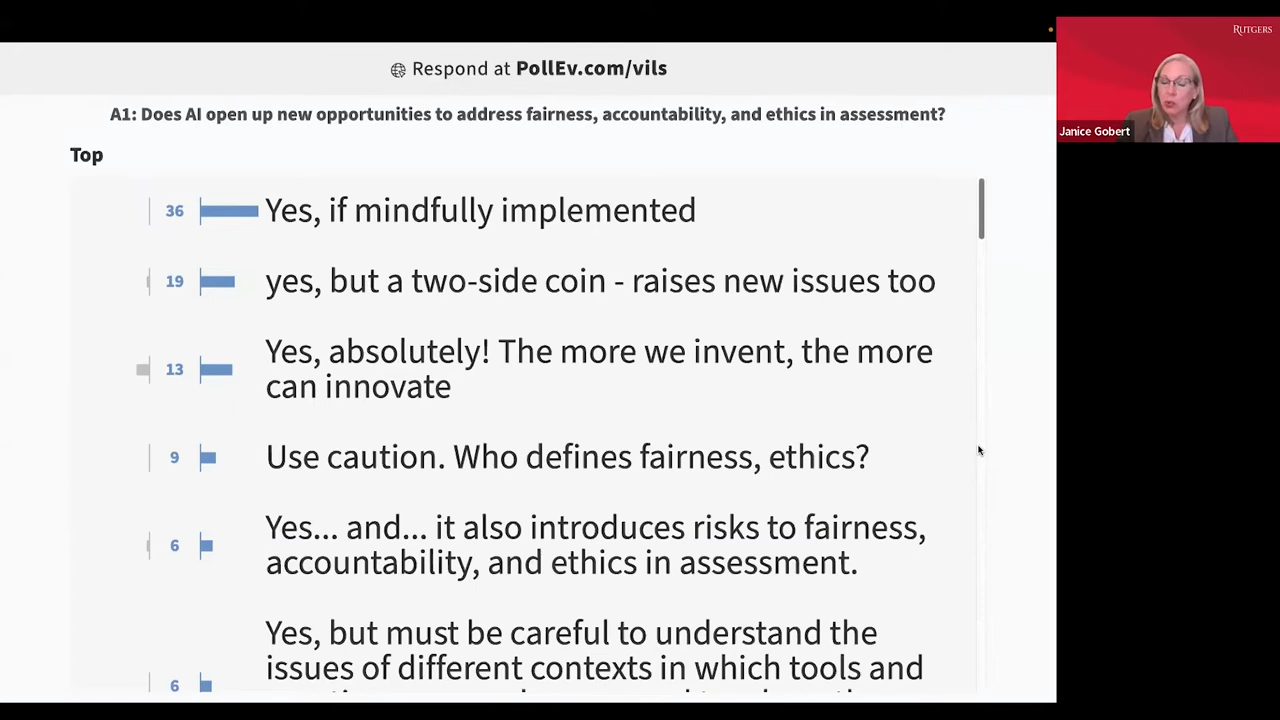 Respond at PollEv.com/vils
A1: Does AI open up new opportunities to address fairness, accountability, and ethics in assessment?
Top
36 Yes, if mindfully implemented
19 yes, but a two-side coin - raises new issues too
13 Yes, absolutely! The more we invent, the more
can innovate
9 Use caution. Who defines fairness, ethics?
6 Yes... and... it also introduces risks to fairness,
accountability, and ethics in assessment.
6 Yes, but must be careful to understand the
issues of different contexts in which tools and
RUTGERS
Janice Gobert